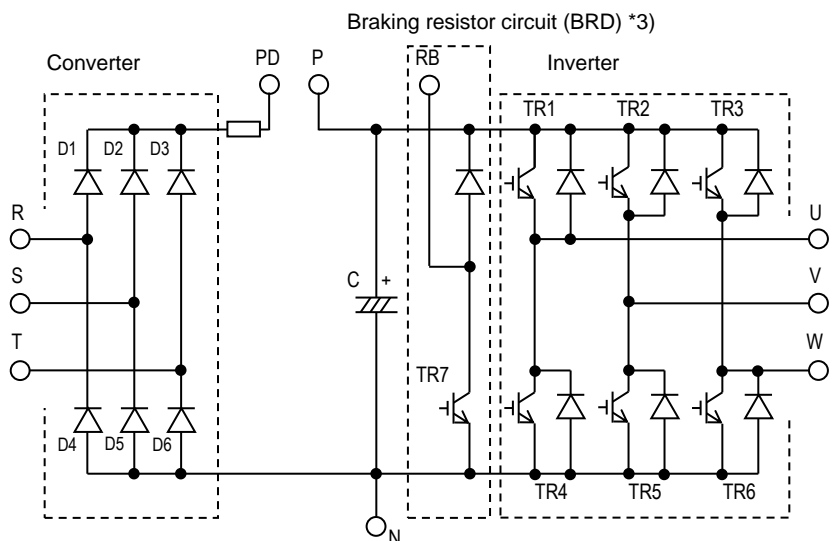 Braking resistor circuit (BRD) *3)
Converter
PD
P
RB
Inverter
TR1
TR2
TR3
D1
D2
D3
R
U
S
C
+
V
T
W
TR7
D4
D5
D6
TR4
TR5
TR6
N